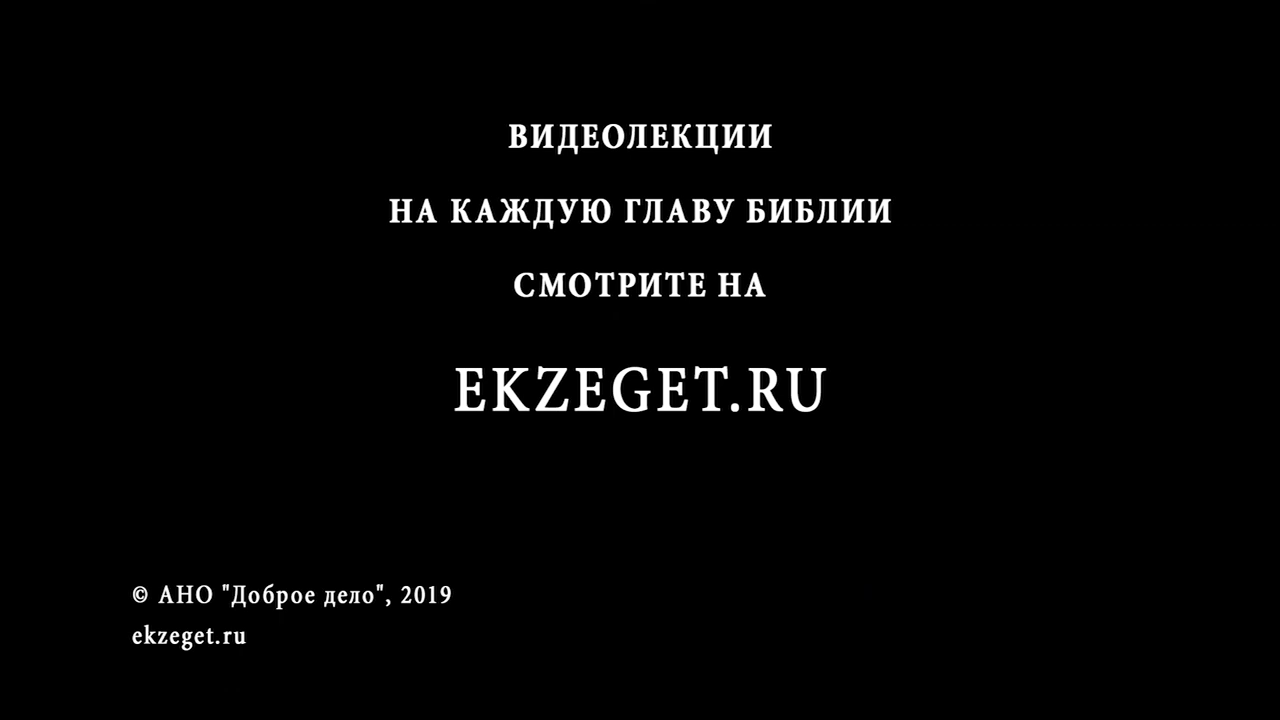 ВИДЕОЛЕКЦИИ
НА КАЖДУЮ ГЛАВУ БИБЛИИ
СМОТРИТЕ НА
EKZEGET.RU
© АНО "Доброе дело", 2019
ekzeget.ru